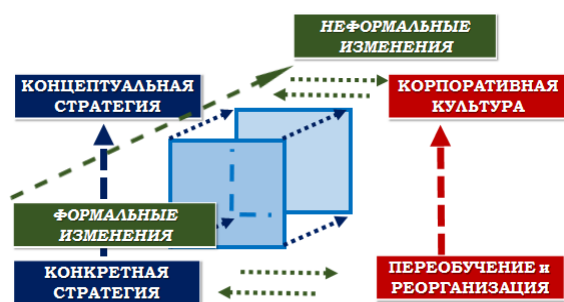 НЕФОРМАЛЬНЫЕ
ИЗМЕНЕНИЯ
КОНЦЕПТУАЛЬНАЯ
СТРАТЕГИЯ
КОРПОРАТИВНАЯ
КУЛЬТУРА
ФОРМАЛЬНЫЕ
ИЗМЕНЕНИЯ
КОНКРЕТНАЯ
СТРАТЕГИЯ
ПЕРЕОБУЧЕНИЕ и
РЕОРГАНИЗАЦИЯ